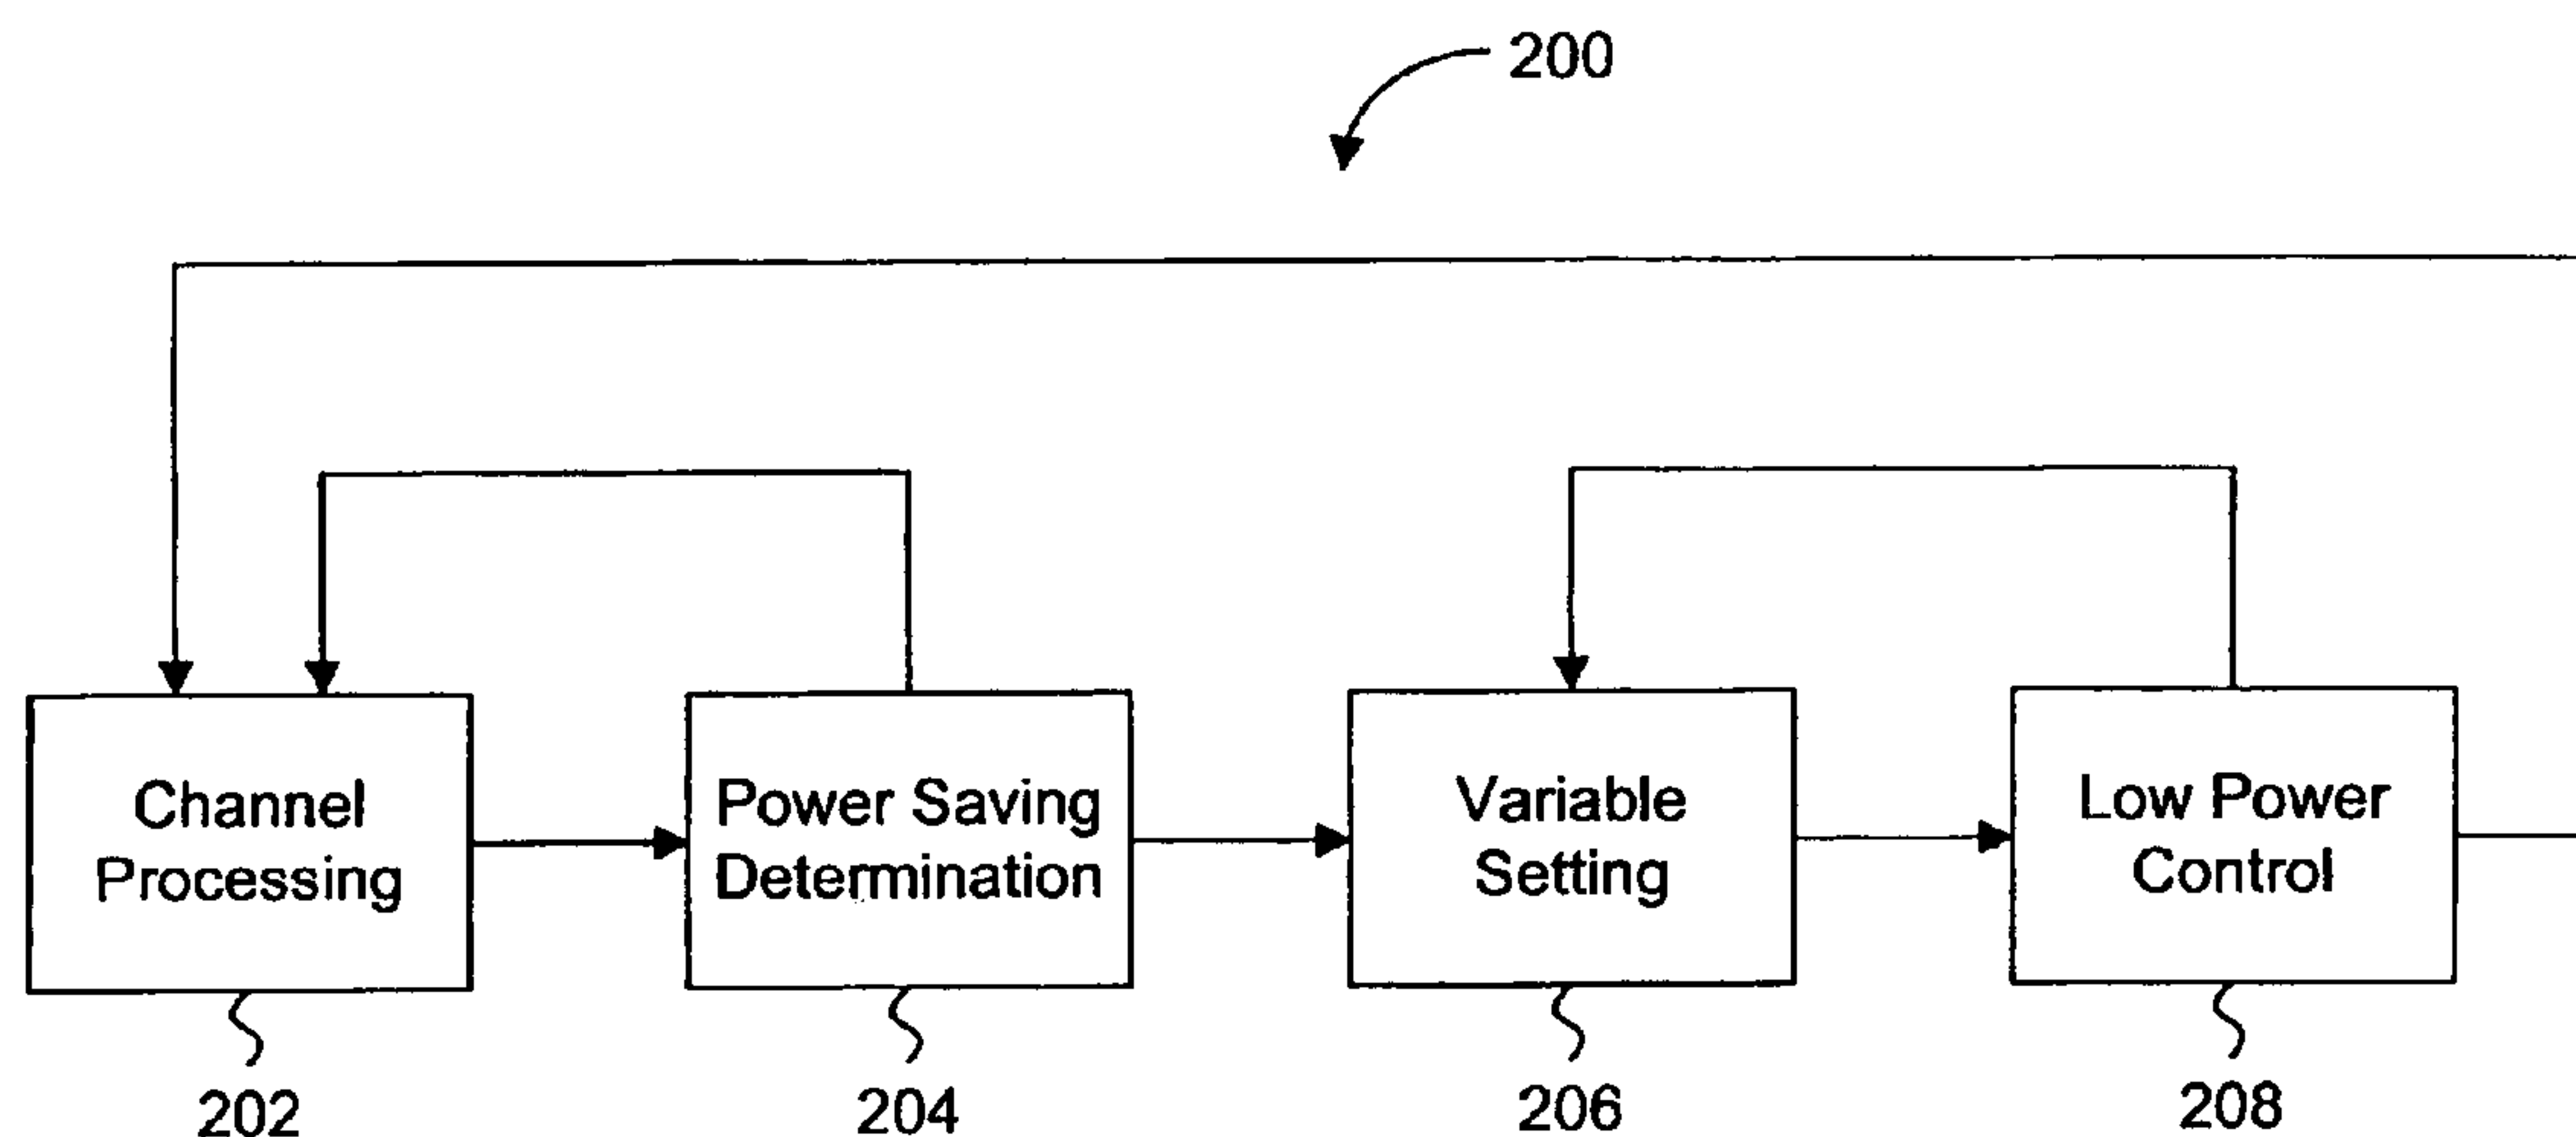 200
Channel
Processing
Power Saving
Determination
Variable
Setting
Low Power
Control
202
204
206
208